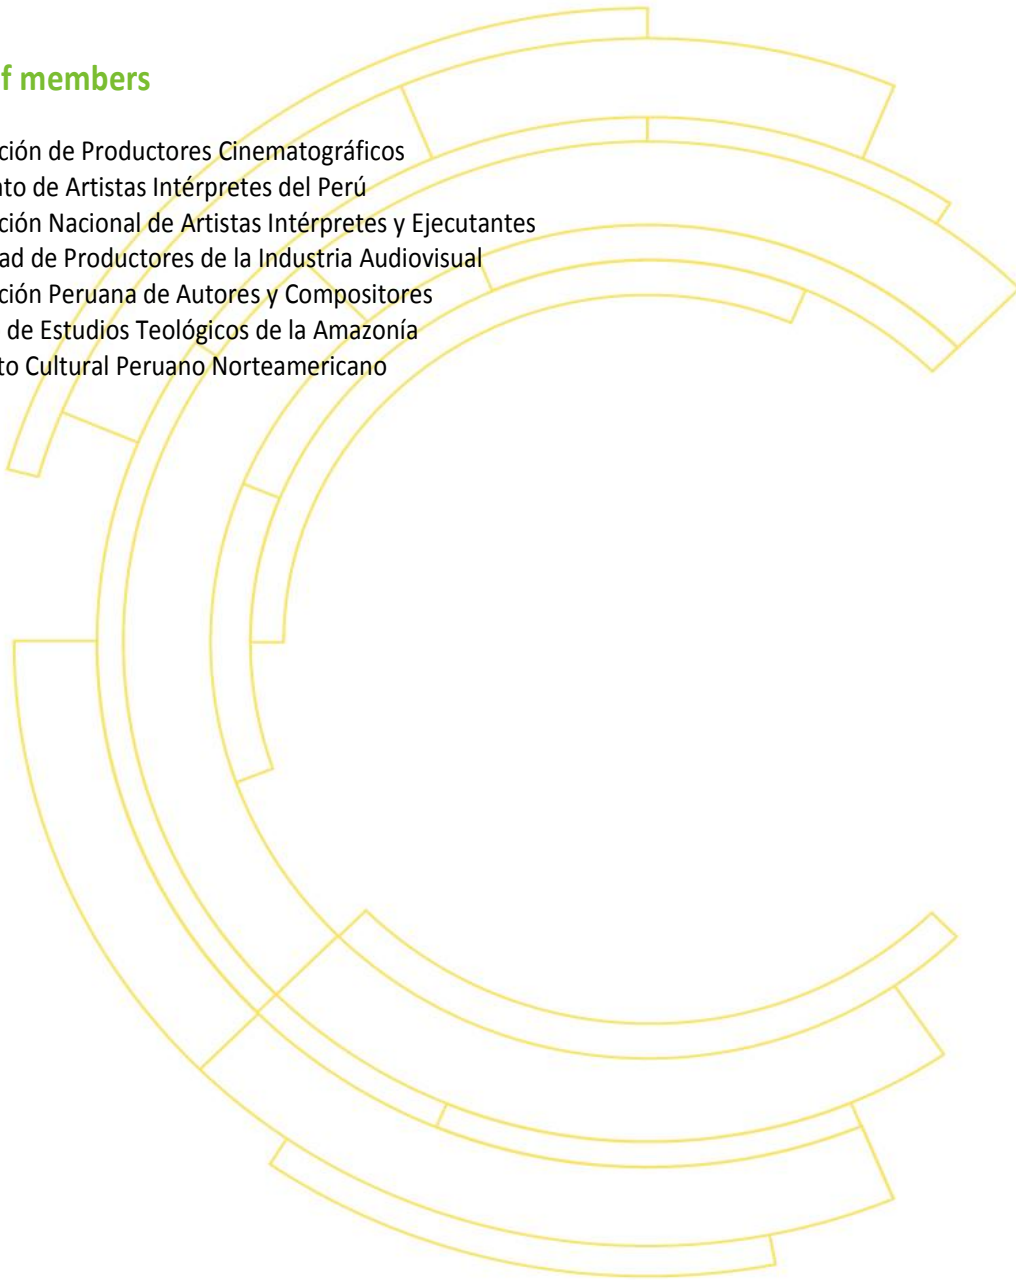 f members
ción de Productores Cinematográficos
ato de Artistas Intérpretes del Perú
ción Nacional de Artistas Intérpretes y Ejecutantes
ad de Productores de la Industria Audiovisual
ción Peruana de Autores y Compositores
de Estudios Teológicos de la Amazonía
to Cultural Peruano Norteamericano